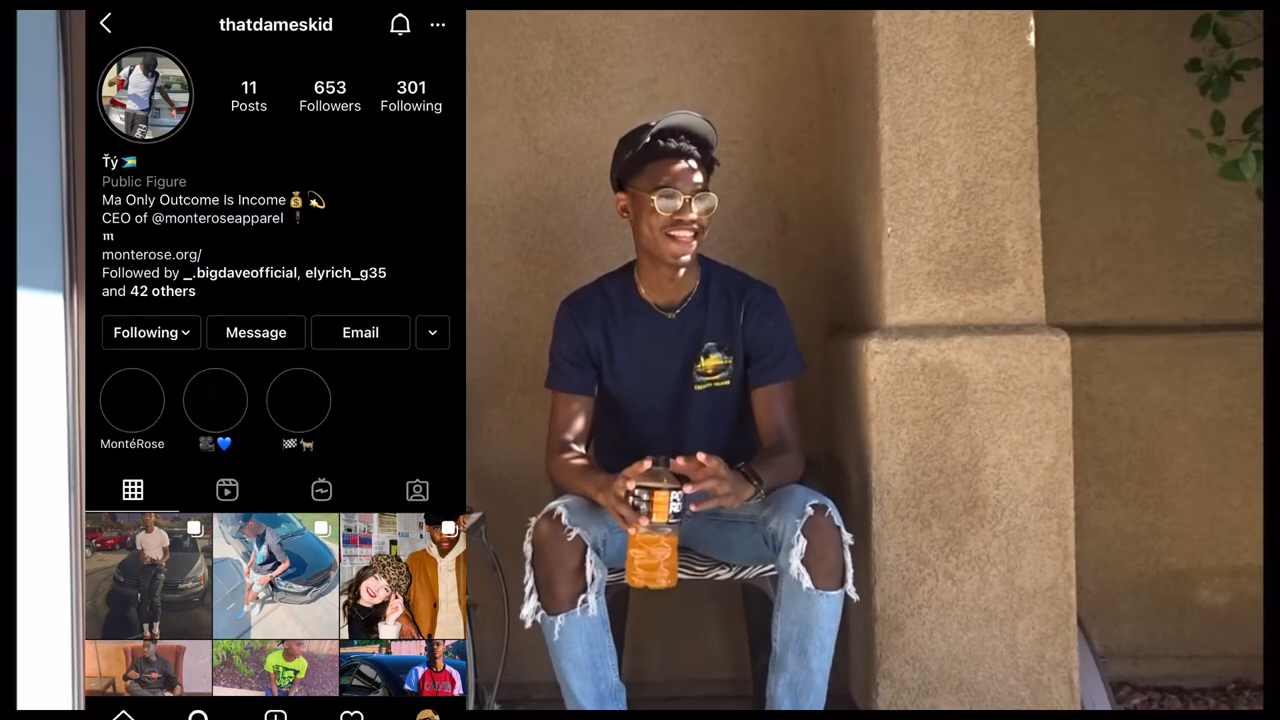 thatdameskid
11 653 301
Posts Followers Following
Tý🇧🇸
Public Figure
Ma Only Outcome Is Income💰💫
CEO of @monteroseapparel 🕴🏿
𝖒
monterose.org/
Followed by _.bigdaveofficial, elyrich_g35
and 42 others
Following Message Email
MontéRose 🎥💙 🏁🐐